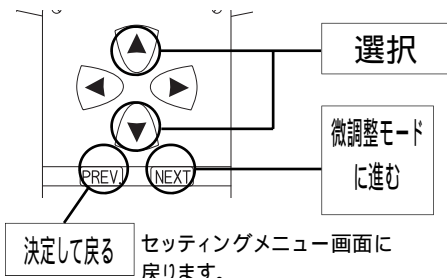 選択
微調整モード
に進む
PREV.
NEXT
決定して戻る
セッティングメニュー画面に
戻ります。